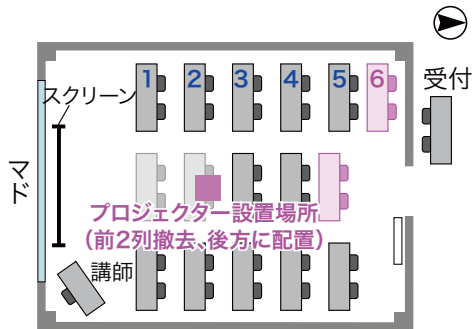 1 2 3 4 5 6
受付
スクリーン
マド
プロジェクター設置場所
(前2列撤去、後方に配置)
講師